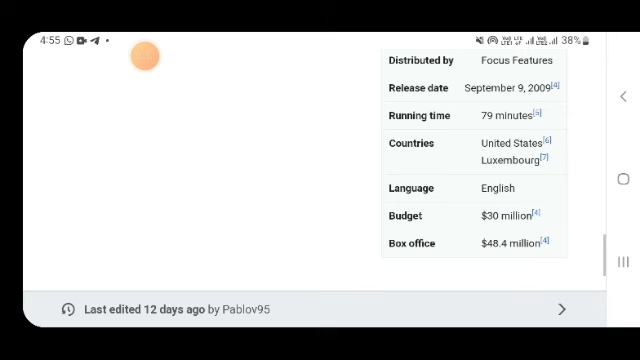 4:55 38%
Distributed by Focus Features
Release date September 9, 2009[4]
Running time 79 minutes[5]
Countries United States[6]
Luxembourg[7]
Language English
Budget $30 million[4]
Box office $48.4 million[4]
Last edited 12 days ago by Pablov95